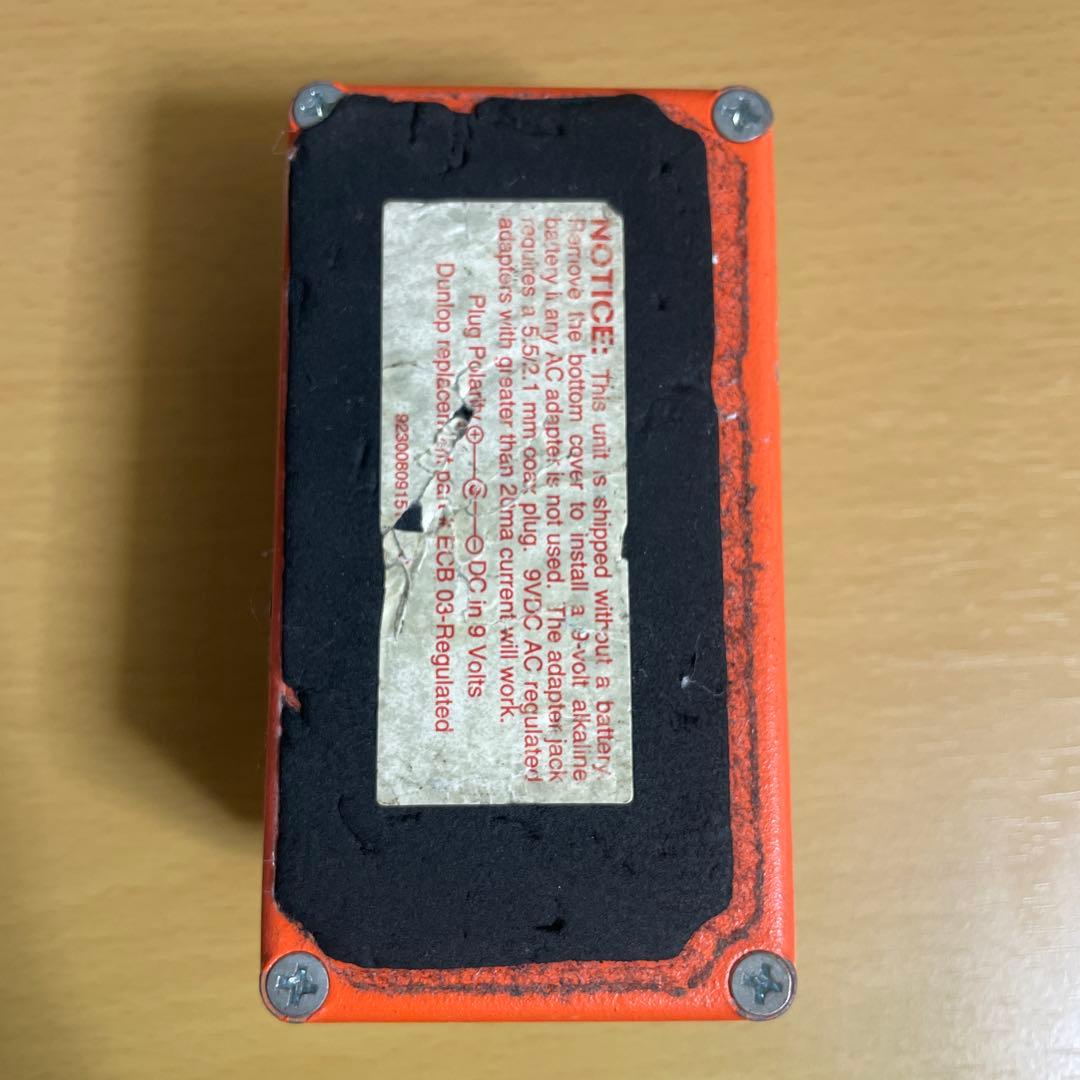 NOTICE: This unit is shipped without a battery.
Remove the bottom cover to install a 9-volt alkaline
battery if any AC adapter is not used. The adapter jack
requires a 5.5/2.1 mm coax plug. 9VDC AC regulated
adapters with greater than 20ma current will work.
Plug Polarity + C - DC in 9 Volts
Dunlop replacement part# ECB 03-Regulated
9230080915